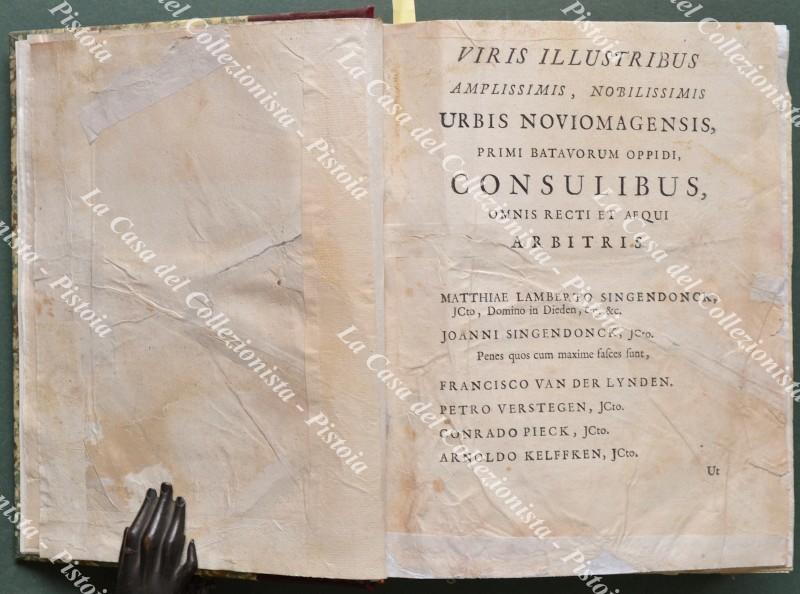 VIRIS ILLUSTRIBUS
AMPLISSIMIS, NOBILISSIMIS
URBIS NOVIOMAGENSIS,
PRIMI BATAVORUM OPPIDI,
CONSULIBUS,
OMNIS RECTI ET AEQUI
ARBITRIS
MATTHIAE LAMBERTO SINGENDONCK,
JCto, Domino in Dieden, &c. &c.
JOANNI SINGENDONCK, JCto.
Penes quos cum maxime fasces sunt,
FRANCISCO VAN DER LYNDEN.
PETRO VERSTEGEN, JCto.
CONRADO PIECK, JCto.
ARNOLDO KELFFKEN, JCto.
Ut
La Casa del Collezionista - Pistoia